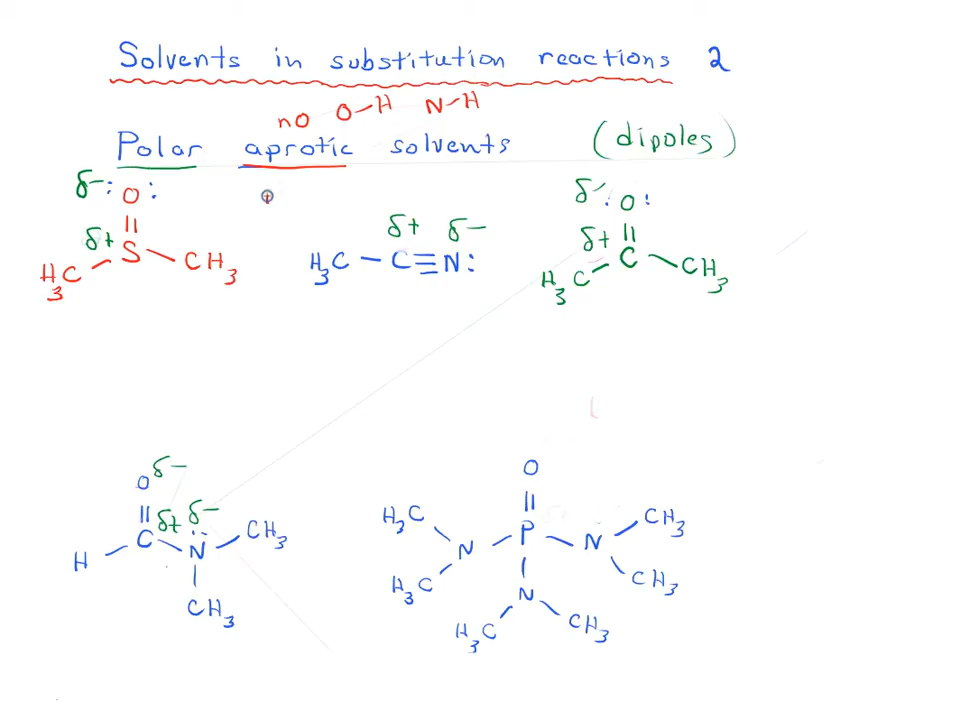 Solvents in substitution reactions 2
no O-H N-H
Polar aprotic solvents (dipoles)
δ- :O: δ- :O:
δ+ δ+ δ- δ+
H3C S CH3 H3C - C≡N: H3C C CH3
O δ- O
δ+ δ- H3C CH3
H C N CH3 N P N
CH3 H3C N CH3
H3C CH3